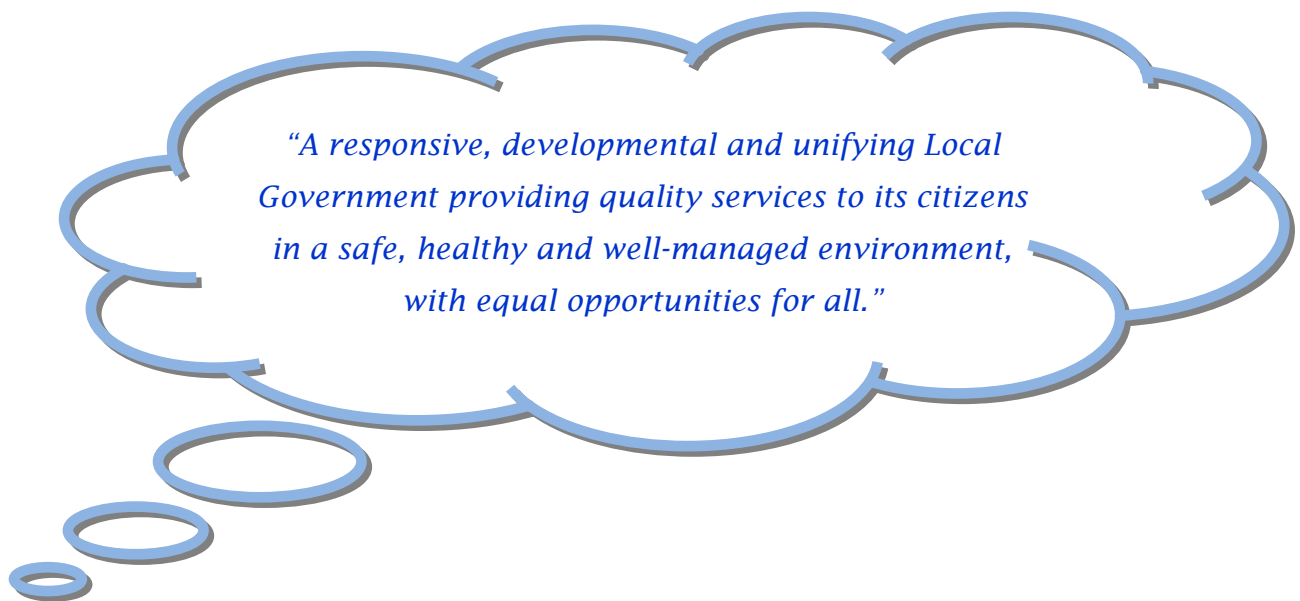 “A responsive, developmental and unifying Local
Government providing quality services to its citizens
in a safe, healthy and well-managed environment,
with equal opportunities for all.”